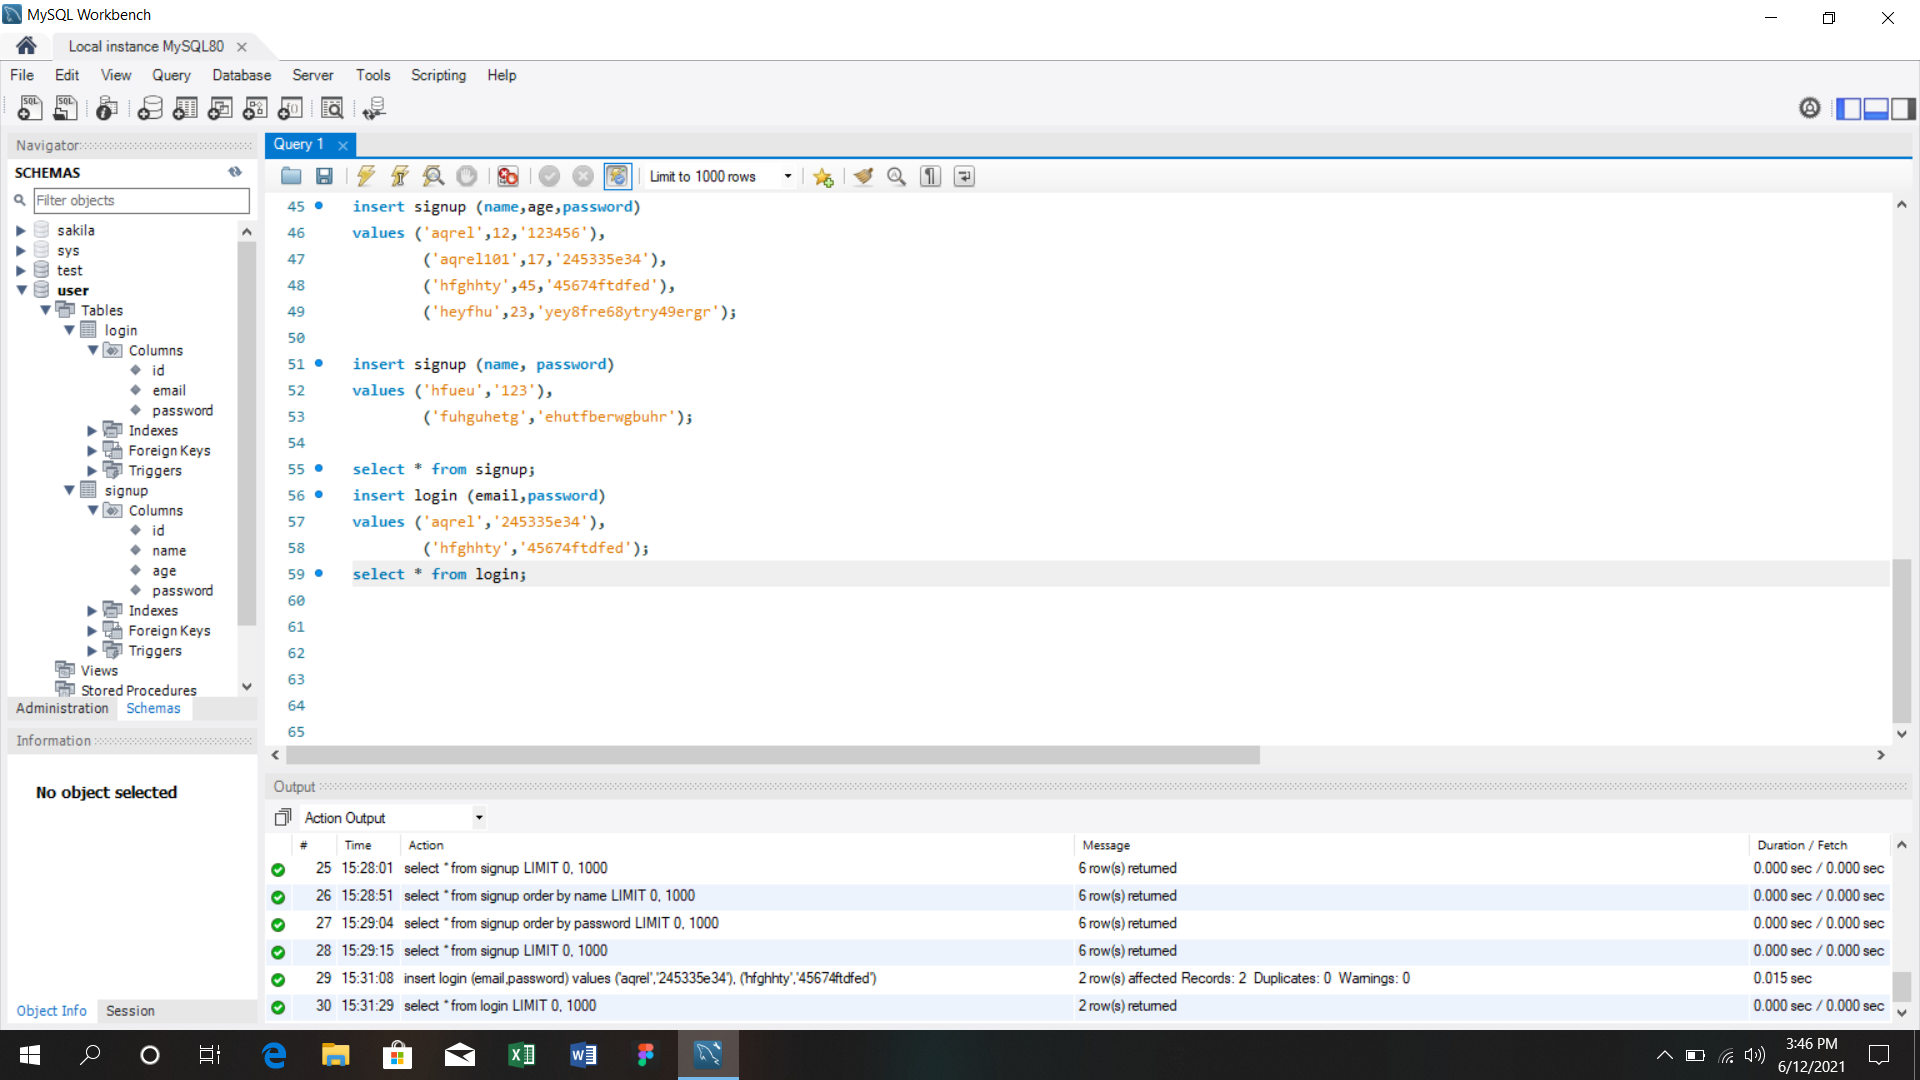 MySQL Workbench
Local instance MySQL80
File Edit View Query Database Server Tools Scripting Help
Navigator
SCHEMAS
Filter objects
sakila
sys
test
user
Tables
login
Columns
id
email
password
Indexes
Foreign Keys
Triggers
signup
Columns
id
name
age
password
Indexes
Foreign Keys
Triggers
Views
Stored Procedures
Administration Schemas
Information
No object selected
Object Info Session
Query 1
Limit to 1000 rows
45 insert signup (name,age,password)
46 values ('aqrel',12,'123456'),
47 ('aqrel101',17,'245335e34'),
48 ('hfghhty',45,'45674ftdfed'),
49 ('heyfhu',23,'yey8fre68ytry49ergr');
50
51 insert signup (name, password)
52 values ('hfueu','123'),
53 ('fuhguhetg','ehutfberwgbuhr');
54
55 select * from signup;
56 insert login (email,password)
57 values ('aqrel','245335e34'),
58 ('hfghhty','45674ftdfed');
59 select * from login;
60
61
62
63
64
65
Output
Action Output
# Time Action Message Duration / Fetch
25 15:28:01 select * from signup LIMIT 0, 1000 6 row(s) returned 0.000 sec / 0.000 sec
26 15:28:51 select * from signup order by name LIMIT 0, 1000 6 row(s) returned 0.000 sec / 0.000 sec
27 15:29:04 select * from signup order by password LIMIT 0, 1000 6 row(s) returned 0.000 sec / 0.000 sec
28 15:29:15 select * from signup LIMIT 0, 1000 6 row(s) returned 0.000 sec / 0.000 sec
29 15:31:08 insert login (email,password) values ('aqrel','245335e34'), ('hfghhty','45674ftdfed') 2 row(s) affected Records: 2 Duplicates: 0 Warnings: 0 0.015 sec
30 15:31:29 select * from login LIMIT 0, 1000 2 row(s) returned 0.000 sec / 0.000 sec
3:46 PM
6/12/2021